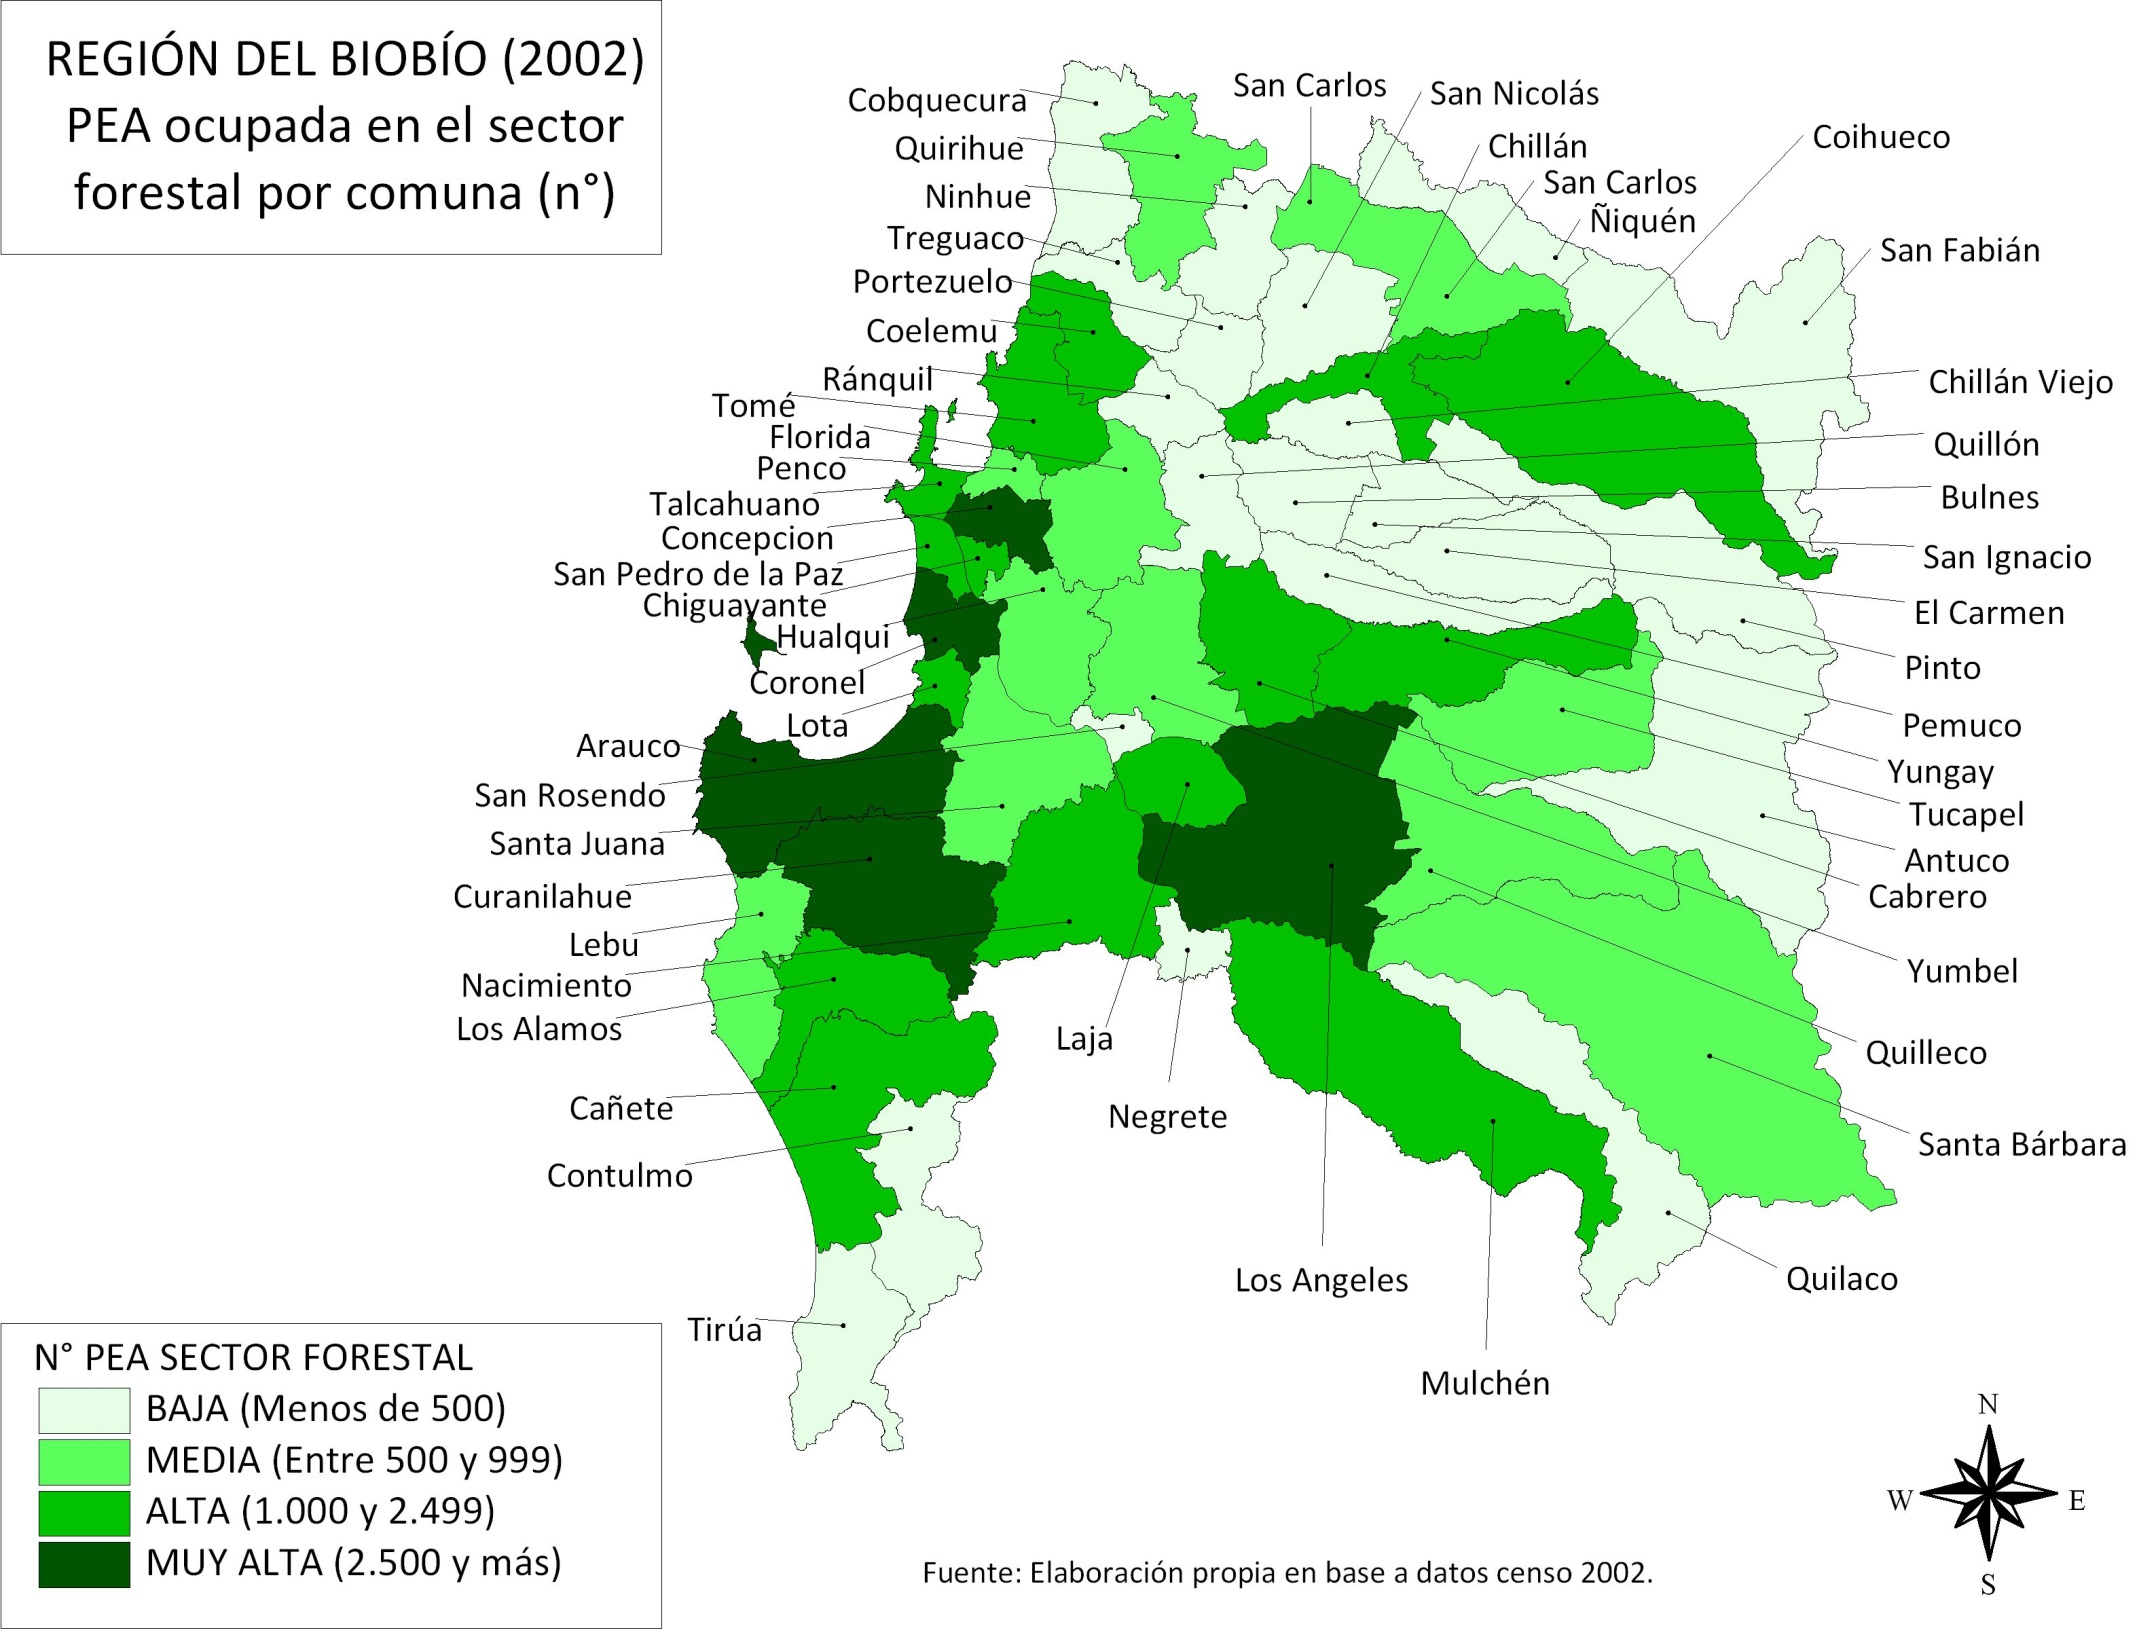 REGIÓN DEL BIOBÍO (2002)
PEA ocupada en el sector
forestal por comuna (n°)
Cobquecura
Quirihue
Ninhue
Treguaco
Portezuelo
Coelemu
Ránquil
Tomé
Florida
Penco
Talcahuano
Concepcion
San Pedro de la Paz
Chiguayante
Hualqui
Coronel
Lota
Arauco
San Rosendo
Santa Juana
Curanilahue
Lebu
Nacimiento
Los Alamos
Cañete
Contulmo
Tirúa
San Carlos
San Nicolás
Chillán
San Carlos
Ñiquén
Coihueco
San Fabián
Chillán Viejo
Quillón
Bulnes
San Ignacio
El Carmen
Pinto
Pemuco
Yungay
Tucapel
Antuco
Cabrero
Yumbel
Quilleco
Santa Bárbara
Quilaco
Laja
Negrete
Los Angeles
Mulchén
N° PEA SECTOR FORESTAL
BAJA (Menos de 500)
MEDIA (Entre 500 y 999)
ALTA (1.000 y 2.499)
MUY ALTA (2.500 y más)
Fuente: Elaboración propia en base a datos censo 2002.
N
W
E
S